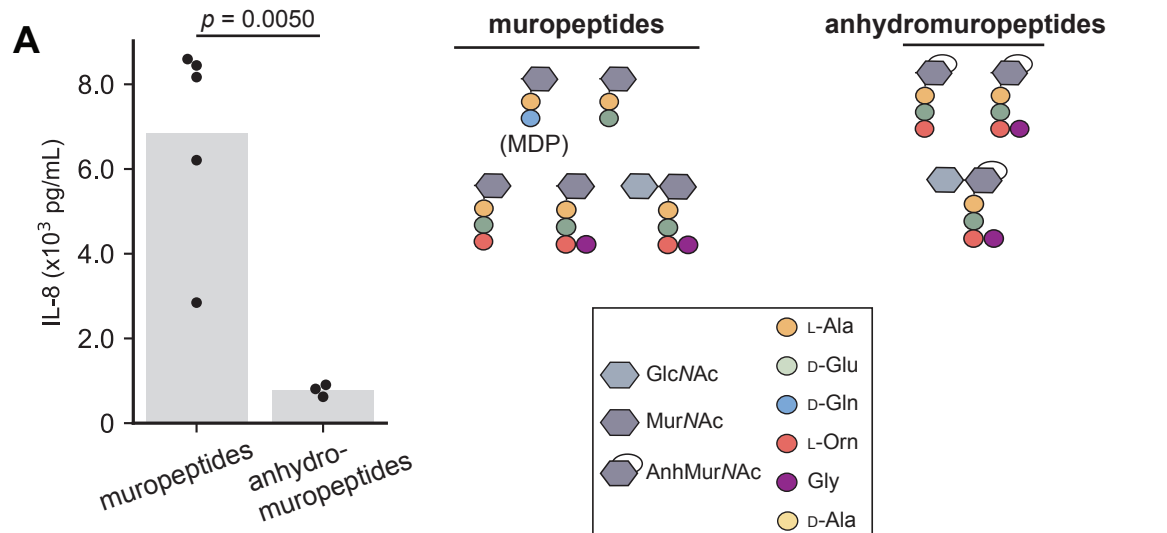 A
p = 0.0050
IL-8 (x10³ pg/mL)
8.0
6.0
4.0
2.0
0
muropeptides
anhydro-
muropeptides
muropeptides
(MDP)
anhydromuropeptides
GlcNAc
MurNAc
AnhMurNAc
L-Ala
D-Glu
D-Gln
L-Orn
Gly
D-Ala